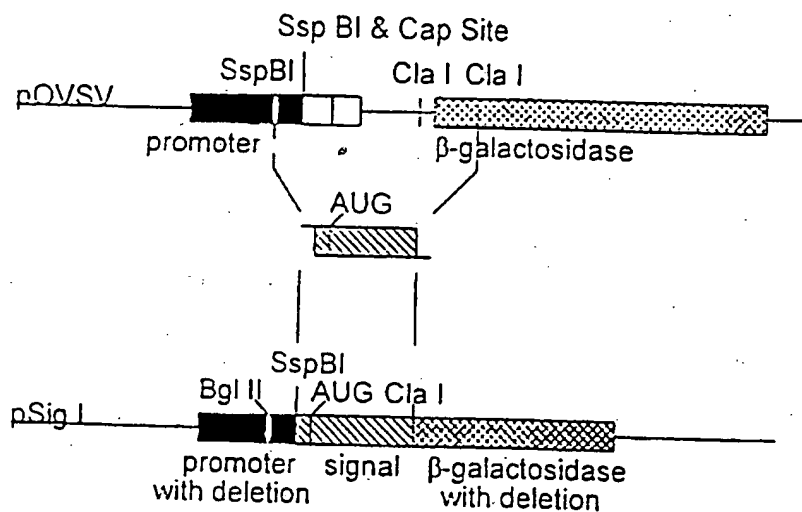 Ssp BI & Cap Site
SspBI
Cla I Cla I
pOVSV
promoter
β-galactosidase
AUG
SspBI
Bgl II
AUG Cla I
pSig I
promoter with deletion
signal
β-galactosidase with deletion